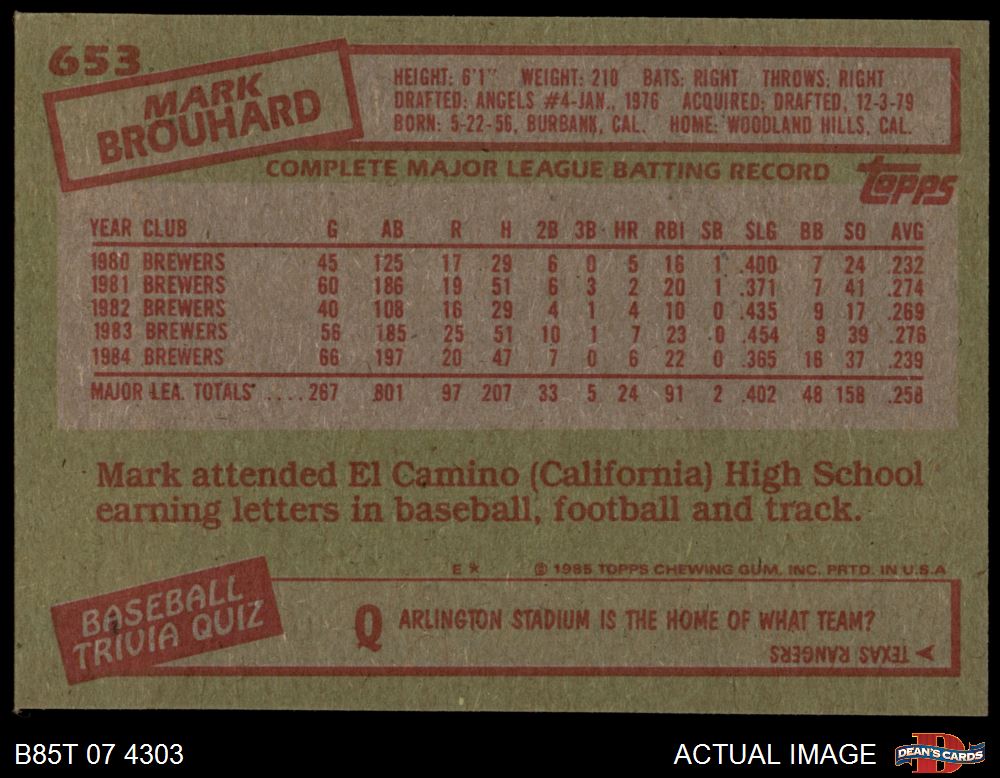 653
MARK
BROUHARD
HEIGHT: 6'1" WEIGHT: 210 BATS: RIGHT THROWS: RIGHT
DRAFTED: ANGELS #4-JAN., 1976 ACQUIRED: DRAFTED, 12-3-79
BORN: 5-22-56, BURBANK, CAL. HOME: WOODLAND HILLS, CAL.
COMPLETE MAJOR LEAGUE BATTING RECORD
Topps
YEAR CLUB G AB R H 2B 3B HR RBI SB SLG BB SO AVG
1980 BREWERS 45 125 17 29 6 0 5 16 1 .400 7 24 .232
1981 BREWERS 60 186 19 51 6 3 2 20 1 .371 7 41 .274
1982 BREWERS 40 108 16 29 4 1 4 10 0 .435 9 17 .269
1983 BREWERS 56 185 25 51 10 1 7 23 0 .454 9 39 .276
1984 BREWERS 66 197 20 47 7 0 6 22 0 .365 16 37 .239
MAJOR LEA. TOTALS ....267 801 97 207 33 5 24 91 2 .402 48 158 .258
Mark attended El Camino (California) High School
earning letters in baseball, football and track.
E * © 1985 TOPPS CHEWING GUM, INC. PRTD. IN U.S.A
BASEBALL
TRIVIA QUIZ
Q ARLINGTON STADIUM IS THE HOME OF WHAT TEAM?
A TEXAS RANGERS
B85T 07 4303
ACTUAL IMAGE
D
DEAN'S CARDS